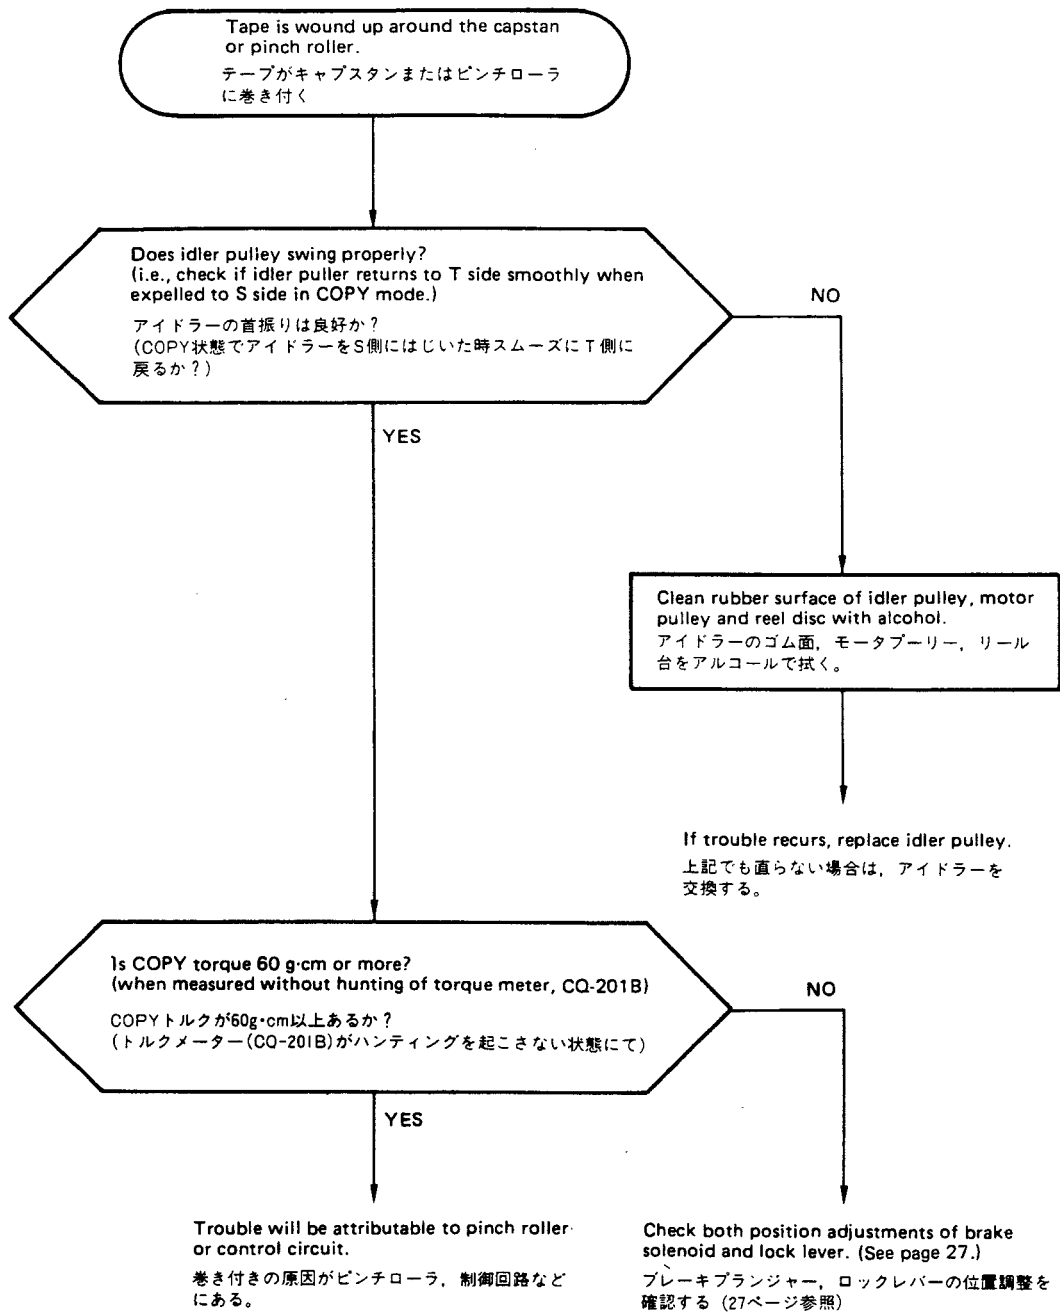 Tape is wound up around the capstan
or pinch roller.
テープがキャプスタンまたはピンチローラ
に巻き付く
Does idler pulley swing properly?
(i.e., check if idler puller returns to T side smoothly when
expelled to S side in COPY mode.)
アイドラーの首振りは良好か?
(COPY状態でアイドラーをS側にはじいた時スムーズにT側に
戻るか?)
NO
YES
Clean rubber surface of idler pulley, motor
pulley and reel disc with alcohol.
アイドラーのゴム面,モータプーリー,リール
台をアルコールで拭く。
If trouble recurs, replace idler pulley.
上記でも直らない場合は,アイドラーを
交換する。
Is COPY torque 60 g·cm or more?
(when measured without hunting of torque meter, CQ-201B)
COPYトルクが60g·cm以上あるか?
(トルクメーター(CQ-201B)がハンティングを起こさない状態にて)
NO
YES
Trouble will be attributable to pinch roller
or control circuit.
巻き付きの原因がピンチローラ,制御回路など
にある。
Check both position adjustments of brake
solenoid and lock lever. (See page 27.)
ブレーキプランジャー,ロックレバーの位置調整を
確認する(27ページ参照)